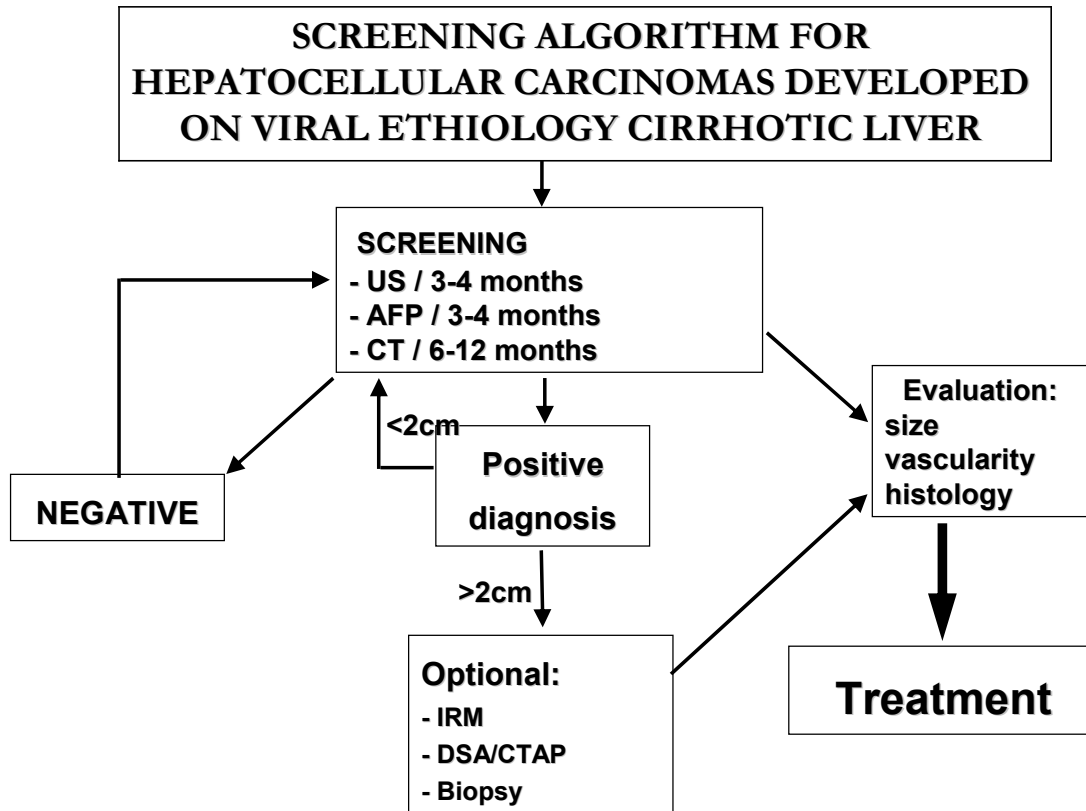 SCREENING ALGORITHM FOR
HEPATOCELLULAR CARCINOMAS DEVELOPED
ON VIRAL ETHIOLOGY CIRRHOTIC LIVER
SCREENING
- US / 3-4 months
- AFP / 3-4 months
- CT / 6-12 months
<2cm
Positive
diagnosis
NEGATIVE
Evaluation:
size
vascularity
histology
>2cm
Optional:
- IRM
- DSA/CTAP
- Biopsy
Treatment